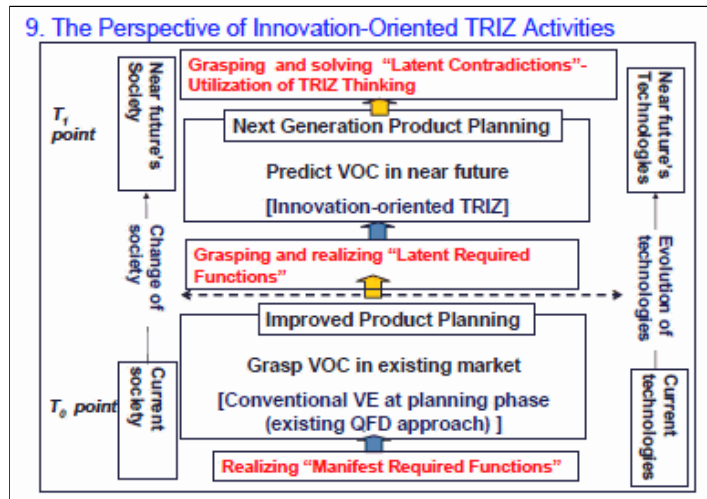 9. The Perspective of Innovation-Oriented TRIZ Activities
Near future's
Society
Grasping and solving “Latent Contradictions”-
Utilization of TRIZ Thinking
Near future's
Technologies
T1
point
Next Generation Product Planning
Predict VOC in near future
[Innovation-oriented TRIZ]
Change of
society
Grasping and realizing “Latent Required
Functions”
Evolution of
technologies
Improved Product Planning
Grasp VOC in existing market
[Conventional VE at planning phase
(existing QFD approach) ]
T0 point
Current
society
Current
technologies
Realizing “Manifest Required Functions”